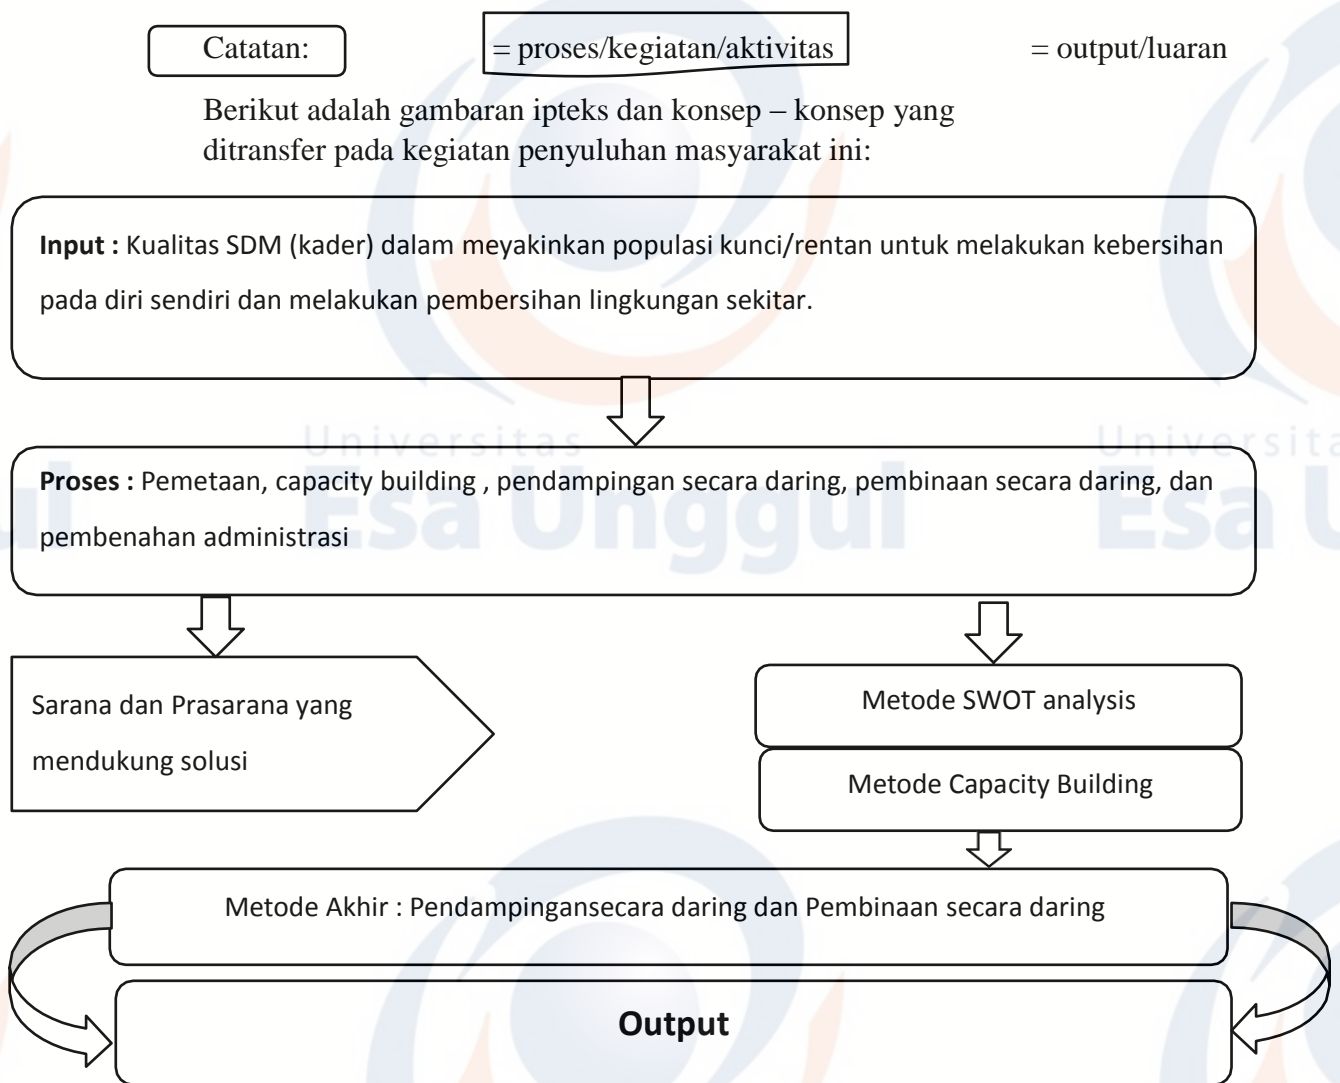 Catatan: = proses/kegiatan/aktivitas = output/luaran
Berikut adalah gambaran ipteks dan konsep – konsep yang
ditransfer pada kegiatan penyuluhan masyarakat ini:
Input : Kualitas SDM (kader) dalam meyakinkan populasi kunci/rentan untuk melakukan kebersihan
pada diri sendiri dan melakukan pembersihan lingkungan sekitar.
Universitas
Esa Unggul
Universita
Esa U
ul
Proses : Pemetaan, capacity building , pendampingan secara daring, pembinaan secara daring, dan
pembenahan administrasi
Sarana dan Prasarana yang
mendukung solusi
Metode SWOT analysis
Metode Capacity Building
Metode Akhir : Pendampingansecara daring dan Pembinaan secara daring
Output